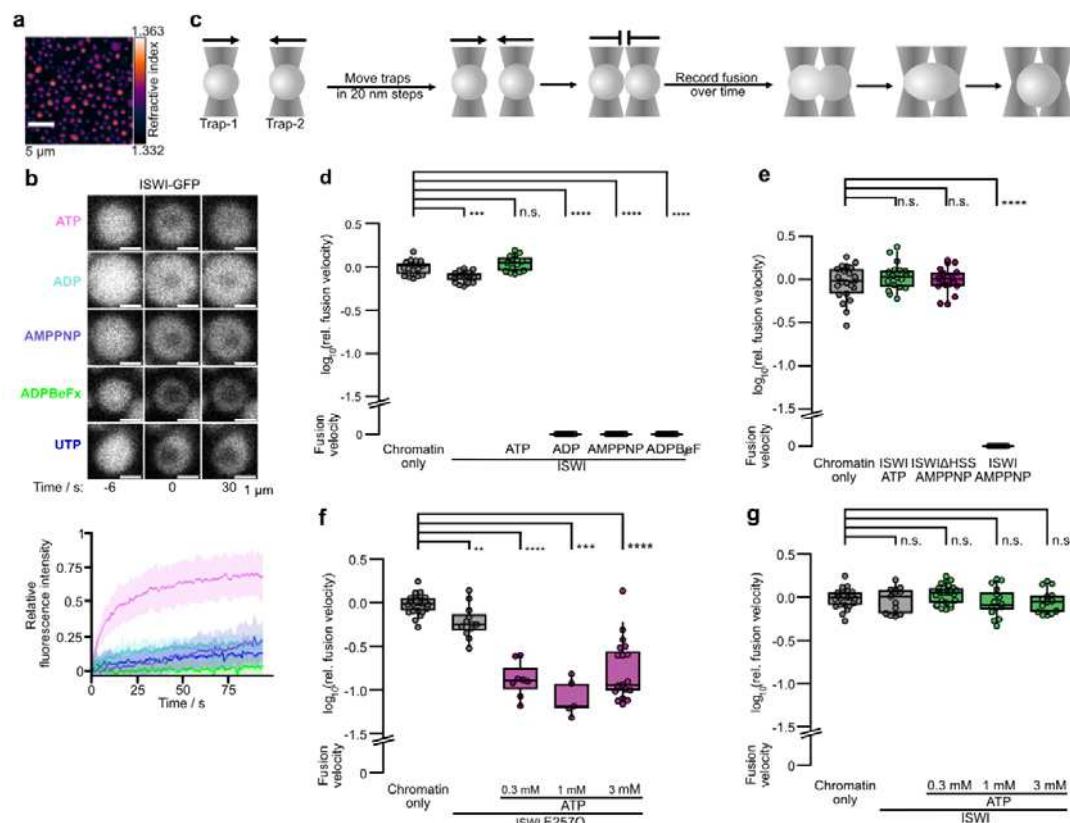 a
1.363
Refractive index
1.332
5 µm
c
Trap-1
Trap-2
Move traps
in 20 nm steps
Record fusion
over time
b
ISWI-GFP
ATP
ADP
AMPPNP
ADPBeFx
UTP
Time / s:
-6
0
30
1 µm
1
0.75
0.5
0.25
0
Relative
fluorescence intensity
0
25
50
75
Time / s
d
***
n.s.
****
****
****
0.5
0.0
-0.5
-1.0
-1.5
0
log10(rel. fusion velocity)
Fusion
velocity
Chromatin
only
ATP
ADP
AMPPNP
ADPBeF
ISWI
e
n.s.
n.s.
****
0.5
0.0
-0.5
-1.0
-1.5
0
log10(rel. fusion velocity)
Fusion
velocity
Chromatin
only
ISWI
ATP
ISWIΔHSS
AMPPNP
ISWI
AMPPNP
f
**
****
***
****
0.5
0.0
-0.5
-1.0
-1.5
0
log10(rel. fusion velocity)
Fusion
velocity
Chromatin
only
0.3 mM
1 mM
3 mM
ATP
ISWI E257Q
g
n.s.
n.s.
n.s.
n.s
0.5
0.0
-0.5
-1.0
-1.5
0
log10(rel. fusion velocity)
Fusion
velocity
Chromatin
only
0.3 mM
1 mM
3 mM
ATP
ISWI